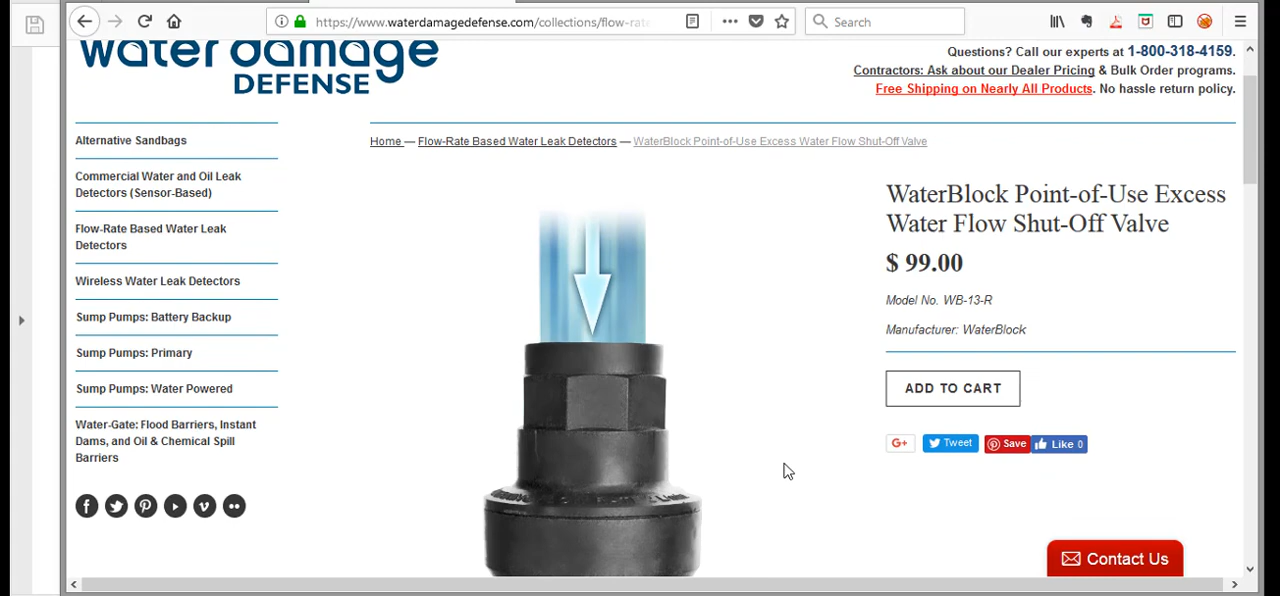 https://www.waterdamagedefense.com/collections/flow-rate
Search
water damage
DEFENSE
Questions? Call our experts at 1-800-318-4159.
Contractors: Ask about our Dealer Pricing & Bulk Order programs.
Free Shipping on Nearly All Products. No hassle return policy.
Alternative Sandbags
Commercial Water and Oil Leak
Detectors (Sensor-Based)
Flow-Rate Based Water Leak
Detectors
Wireless Water Leak Detectors
Sump Pumps: Battery Backup
Sump Pumps: Primary
Sump Pumps: Water Powered
Water-Gate: Flood Barriers, Instant
Dams, and Oil & Chemical Spill
Barriers
Home — Flow-Rate Based Water Leak Detectors — WaterBlock Point-of-Use Excess Water Flow Shut-Off Valve
WaterBlock Point-of-Use Excess
Water Flow Shut-Off Valve
$ 99.00
Model No. WB-13-R
Manufacturer: WaterBlock
ADD TO CART
G+ Tweet Save Like 0
Contact Us